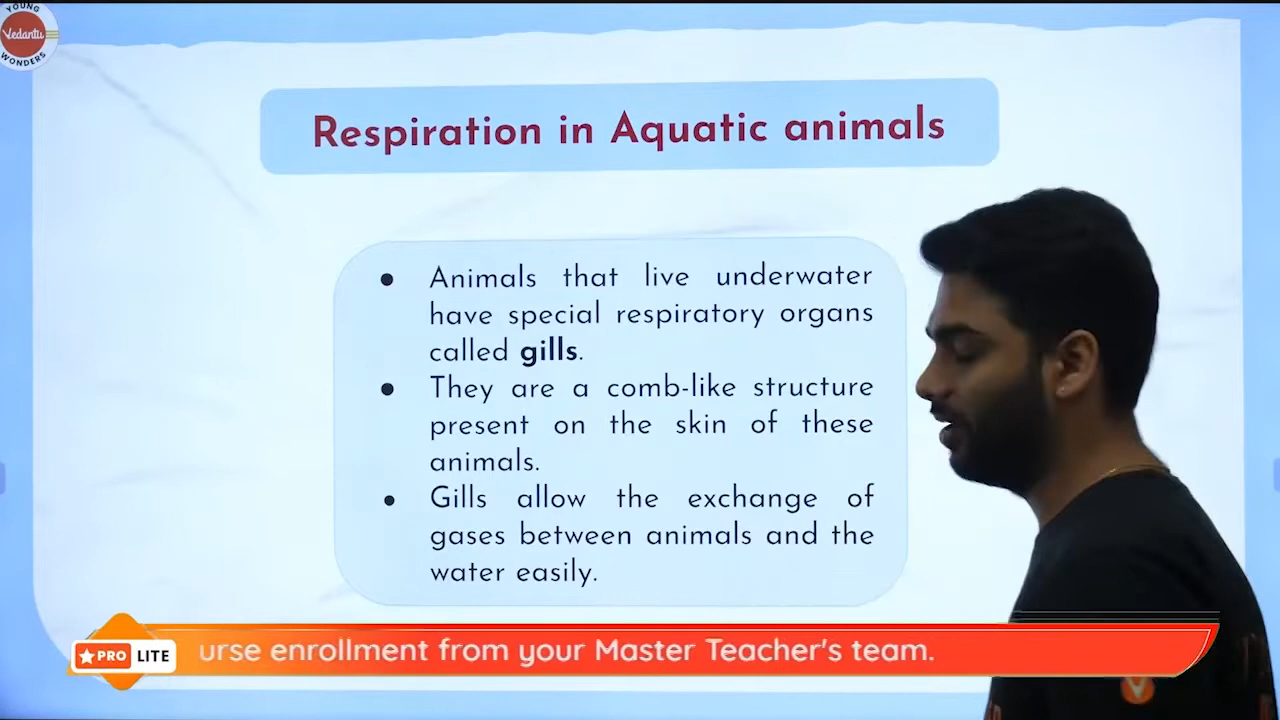 YOUNG
Vedantu
WONDERS
Respiration in Aquatic animals
● Animals that live underwater
have special respiratory organs
called gills.
● They are a comb-like structure
present on the skin of these
animals.
● Gills allow the exchange of
gases between animals and the
water easily.
PRO LITE
urse enrollment from your Master Teacher's team.